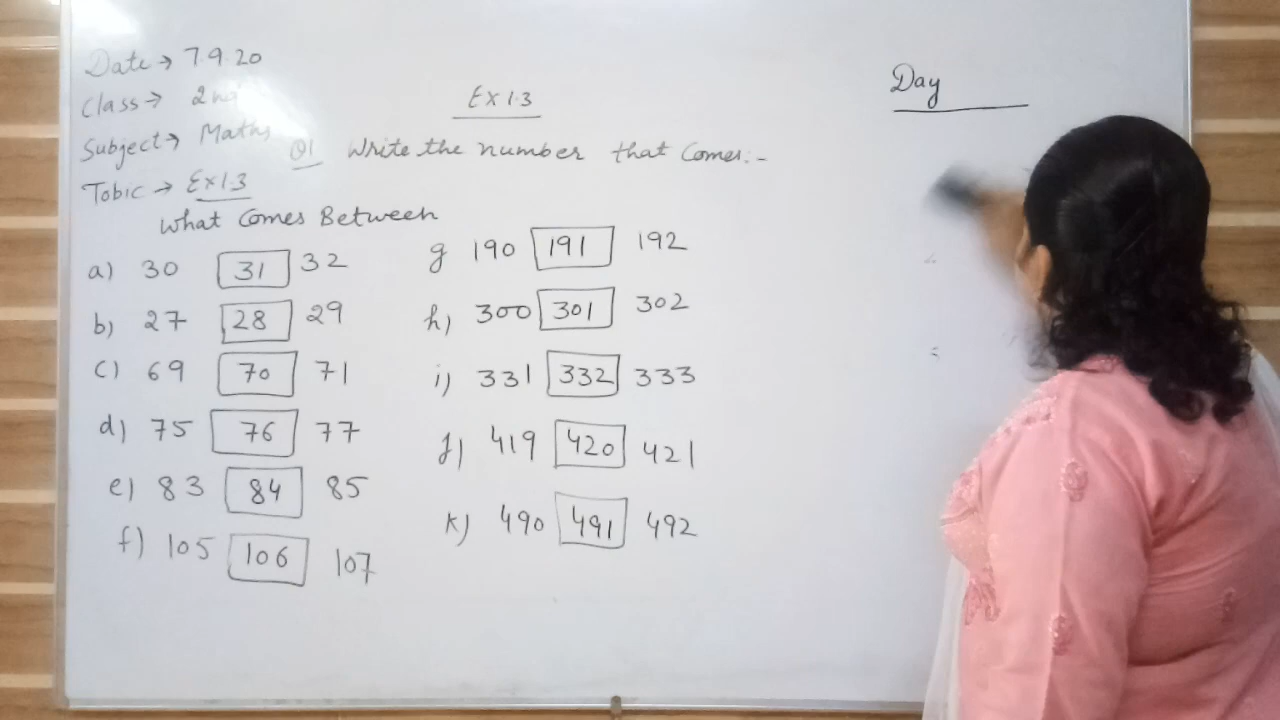 Date → 7.9.20
Class → 2nd
Subject → Maths
Tobic → Ex 1.3
Ex 1.3
Q1 Write the number that Comes:-
What Comes Between
a) 30 31 32
b) 27 28 29
c) 69 70 71
d) 75 76 77
e) 83 84 85
f) 105 106 107
g 190 191 192
h) 300 301 302
i) 331 332 333
j) 419 420 421
k) 490 491 492
Day